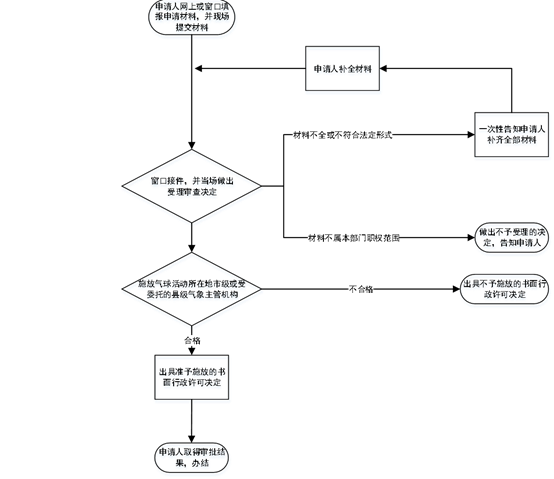 申请人网上或窗口填
报申请材料，并现场
提交材料
申请人补全材料
一次性告知申请人
补齐全部材料
材料不全或不符合法定形式
窗口接件，并当场做出
受理审查决定
材料不属本部门职权范围
做出不予受理的决
定，告知申请人
施放气球活动所在地市级或受
委托的县级气象主管机构
不合格
出具不予施放的书面行
政许可决定
合格
出具准予施放的书
面行政许可决定
申请人取得审批结
果，办结